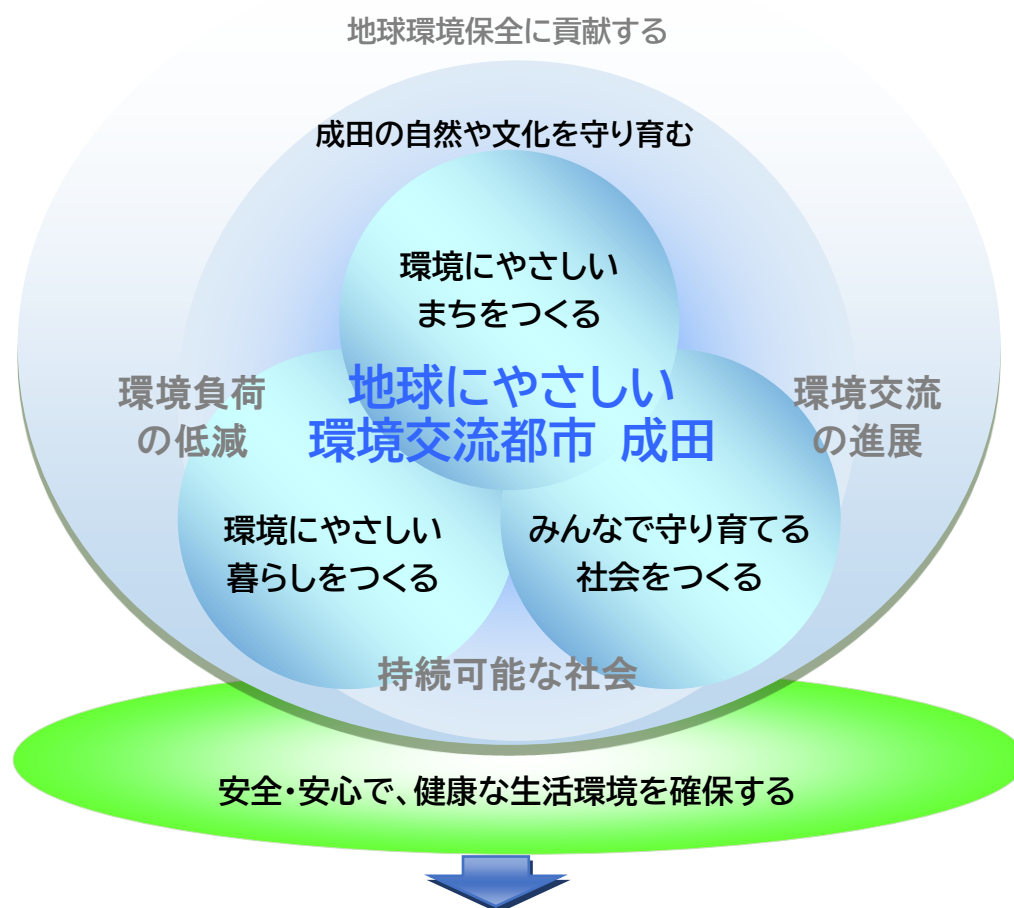 地球環境保全に貢献する
成田の自然や文化を守り育む
環境にやさしい
まちをつくる
環境負荷
の低減
地球にやさしい
環境交流都市 成田
環境交流
の進展
環境にやさしい
暮らしをつくる
みんなで守り育てる
社会をつくる
持続可能な社会
安全・安心で、健康な生活環境を確保する